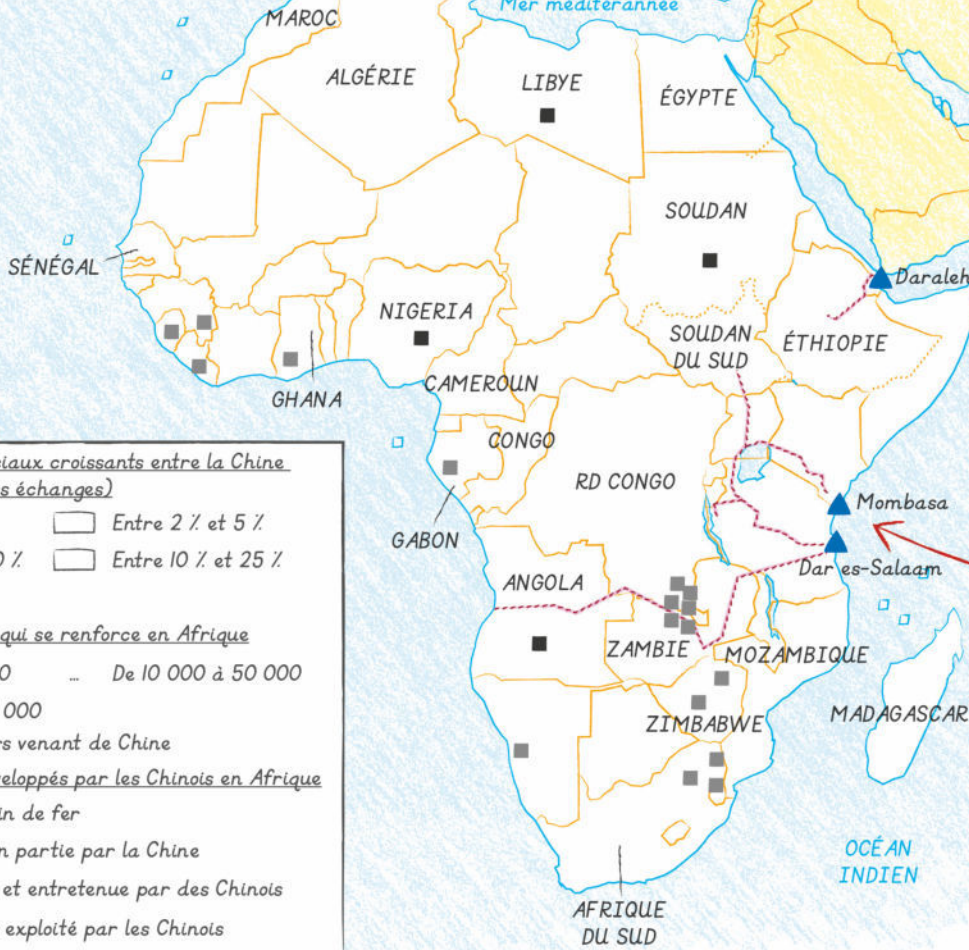 Mer méditerannée
MAROC
ALGÉRIE
LIBYE
ÉGYPTE
SOUDAN
SÉNÉGAL
Daraleh
NIGERIA
SOUDAN
DU SUD
ÉTHIOPIE
CAMEROUN
GHANA
CONGO
RD CONGO
GABON
Mombasa
Dar es-Salaam
ANGOLA
ZAMBIE
MOZAMBIQUE
ZIMBABWE
MADAGASCAR
OCÉAN
INDIEN
AFRIQUE
DU SUD
ciaux croissants entre la Chine
s échanges)
Entre 2 % et 5 %
0 %
Entre 10 % et 25 %
qui se renforce en Afrique
0 ... De 10 000 à 50 000
000
rs venant de Chine
veloppés par les Chinois en Afrique
in de fer
n partie par la Chine
et entretenue par des Chinois
exploité par les Chinois